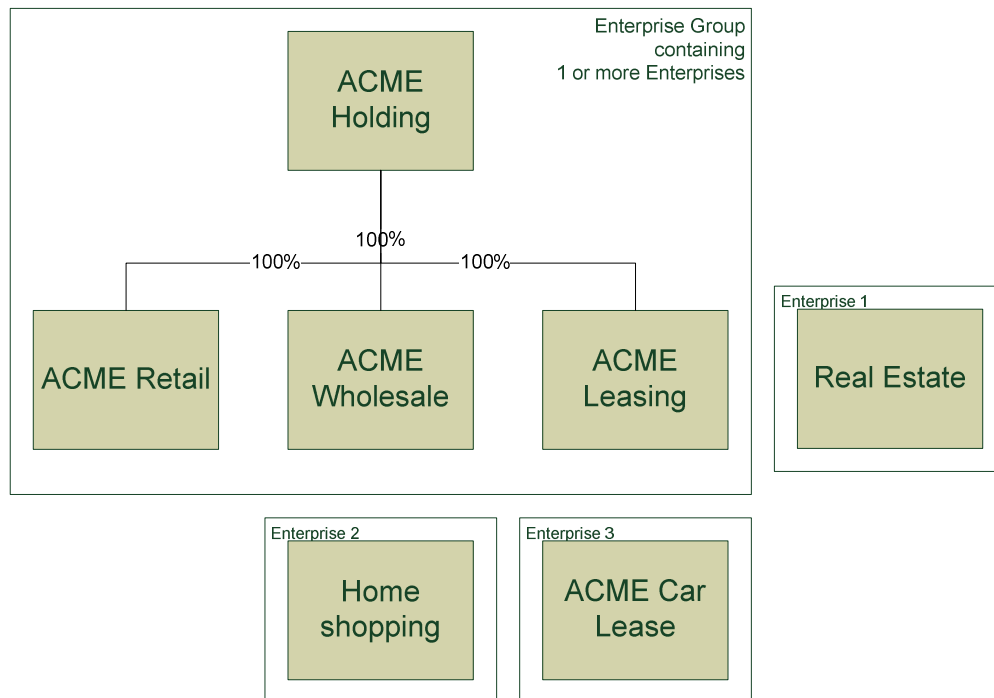 Enterprise Group
containing
1 or more Enterprises
ACME
Holding
100%
100%
100%
ACME Retail
ACME
Wholesale
ACME
Leasing
Enterprise 1
Real Estate
Enterprise 2
Home
shopping
Enterprise 3
ACME Car
Lease